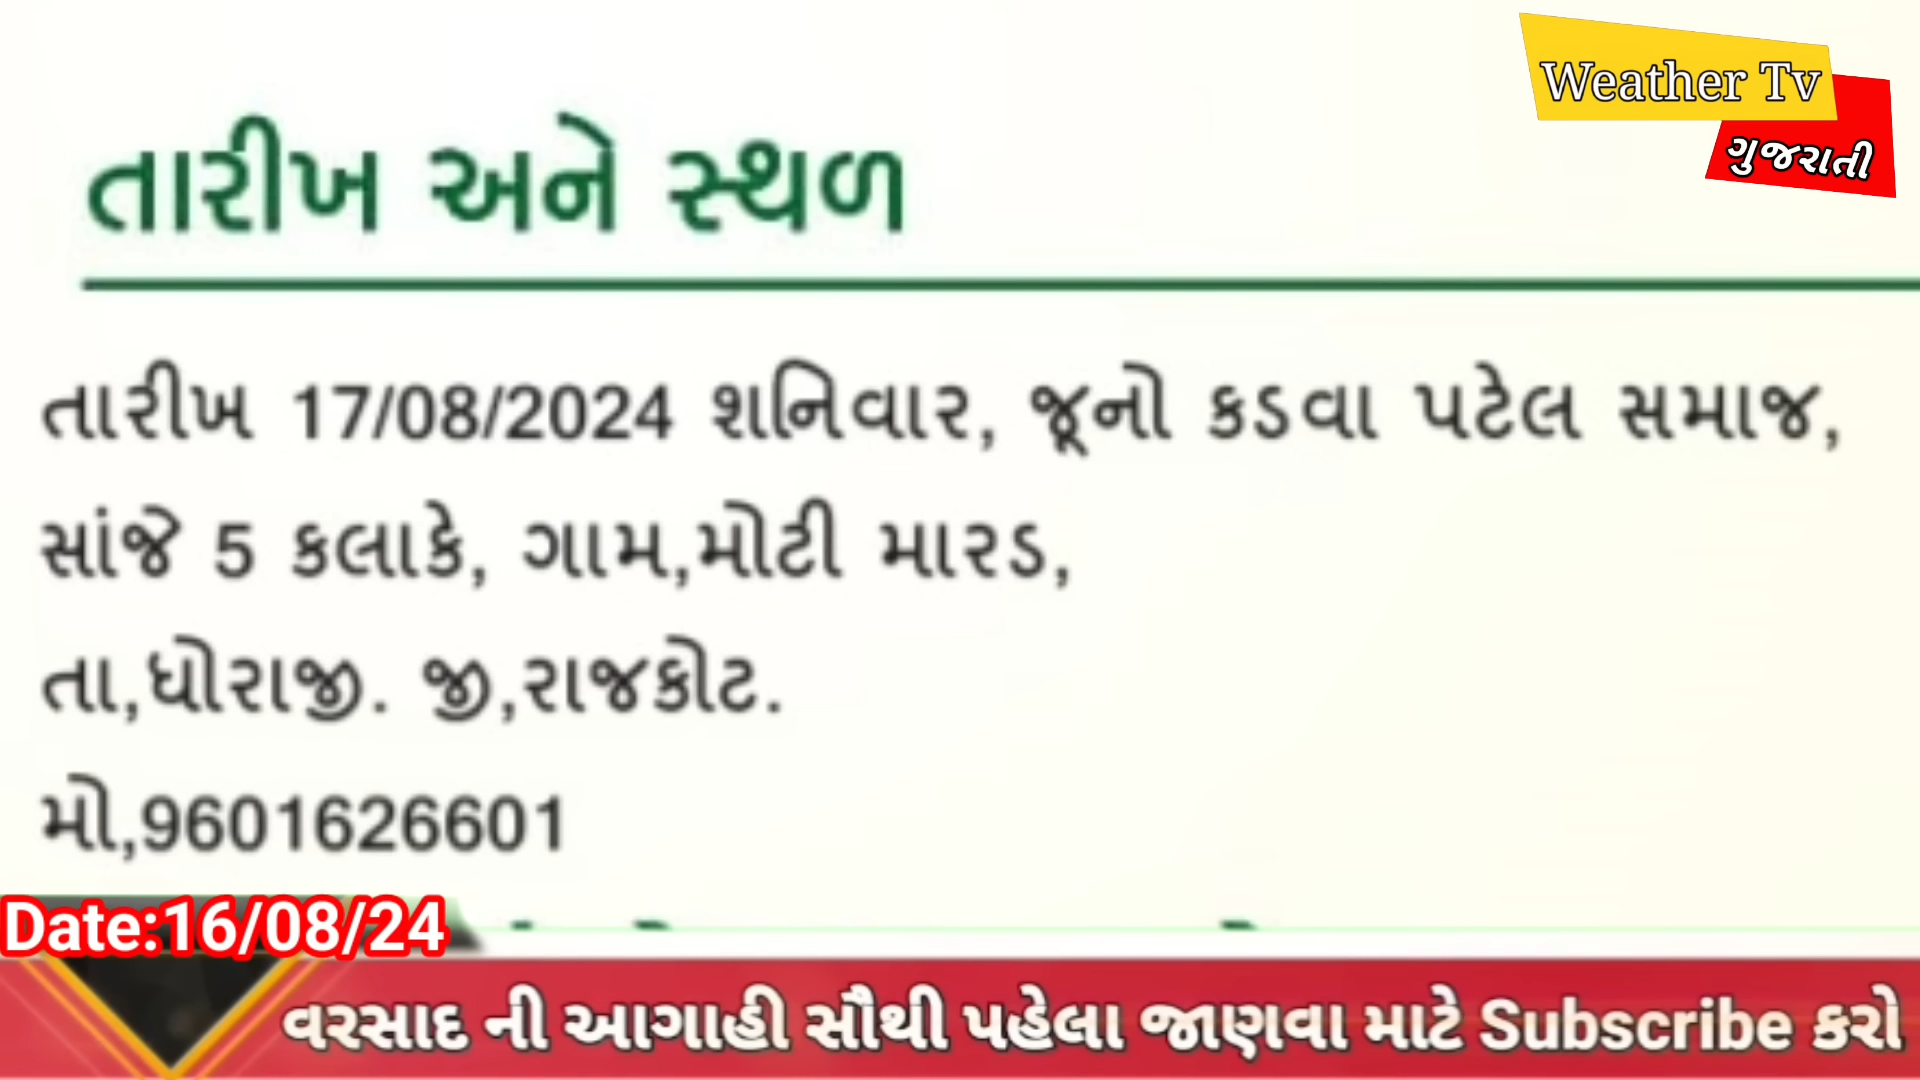 Weather Tv
ગુજરાતી
તારીખ અને સ્થળ
તારીખ 17/08/2024 શનિવાર, જૂનો કડવા પટેલ સમાજ,
સાંજે 5 કલાકે, ગામ,મોટી મારડ,
તા,ધોરાજી. જી,રાજકોટ.
મો,9601626601
Date:16/08/24
વરસાદ ની આગાહી સૌથી પહેલા જાણવા માટે Subscribe કરો